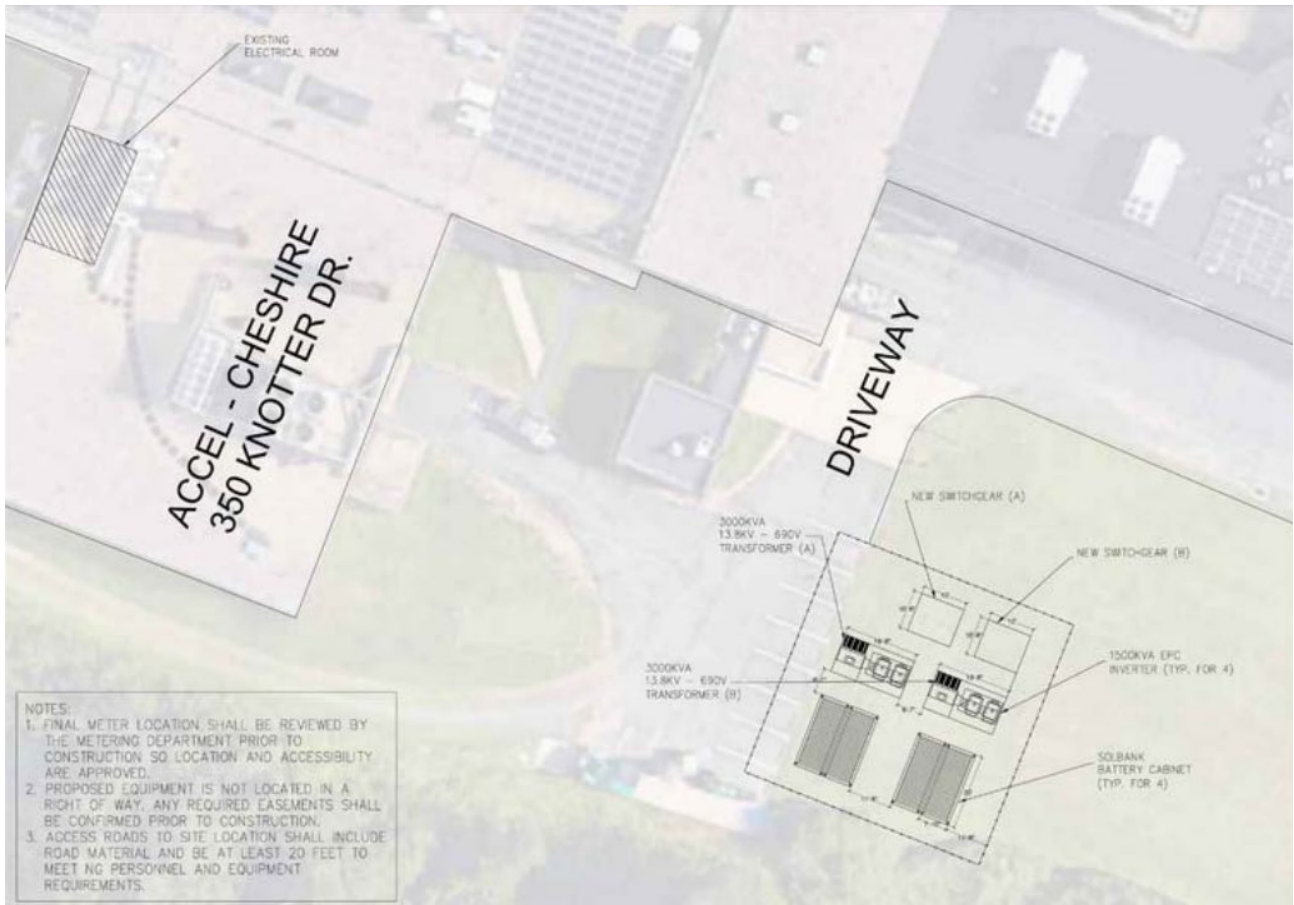 EXISTING
ELECTRICAL ROOM
ACCEL - CHESHIRE
350 KNOTTER DR.
DRIVEWAY
NEW SWITCHGEAR (A)
3000KVA
13.8KV - 690V
TRANSFORMER (A)
NEW SWITCHGEAR (B)
3000KVA
13.8KV - 690V
TRANSFORMER (B)
1500KVA EPC
INVERTER (TYP. FOR 4)
SOLBANK
BATTERY CABINET
(TYP. FOR 4)
NOTES:
1. FINAL METER LOCATION SHALL BE REVIEWED BY
THE METERING DEPARTMENT PRIOR TO
CONSTRUCTION SO LOCATION AND ACCESSIBILITY
ARE APPROVED.
2. PROPOSED EQUIPMENT IS NOT LOCATED IN A
RIGHT OF WAY. ANY REQUIRED EASEMENTS SHALL
BE CONFIRMED PRIOR TO CONSTRUCTION.
3. ACCESS ROADS TO SITE LOCATION SHALL INCLUDE
ROAD MATERIAL AND BE AT LEAST 20 FEET TO
MEET NG PERSONNEL AND EQUIPMENT
REQUIREMENTS.